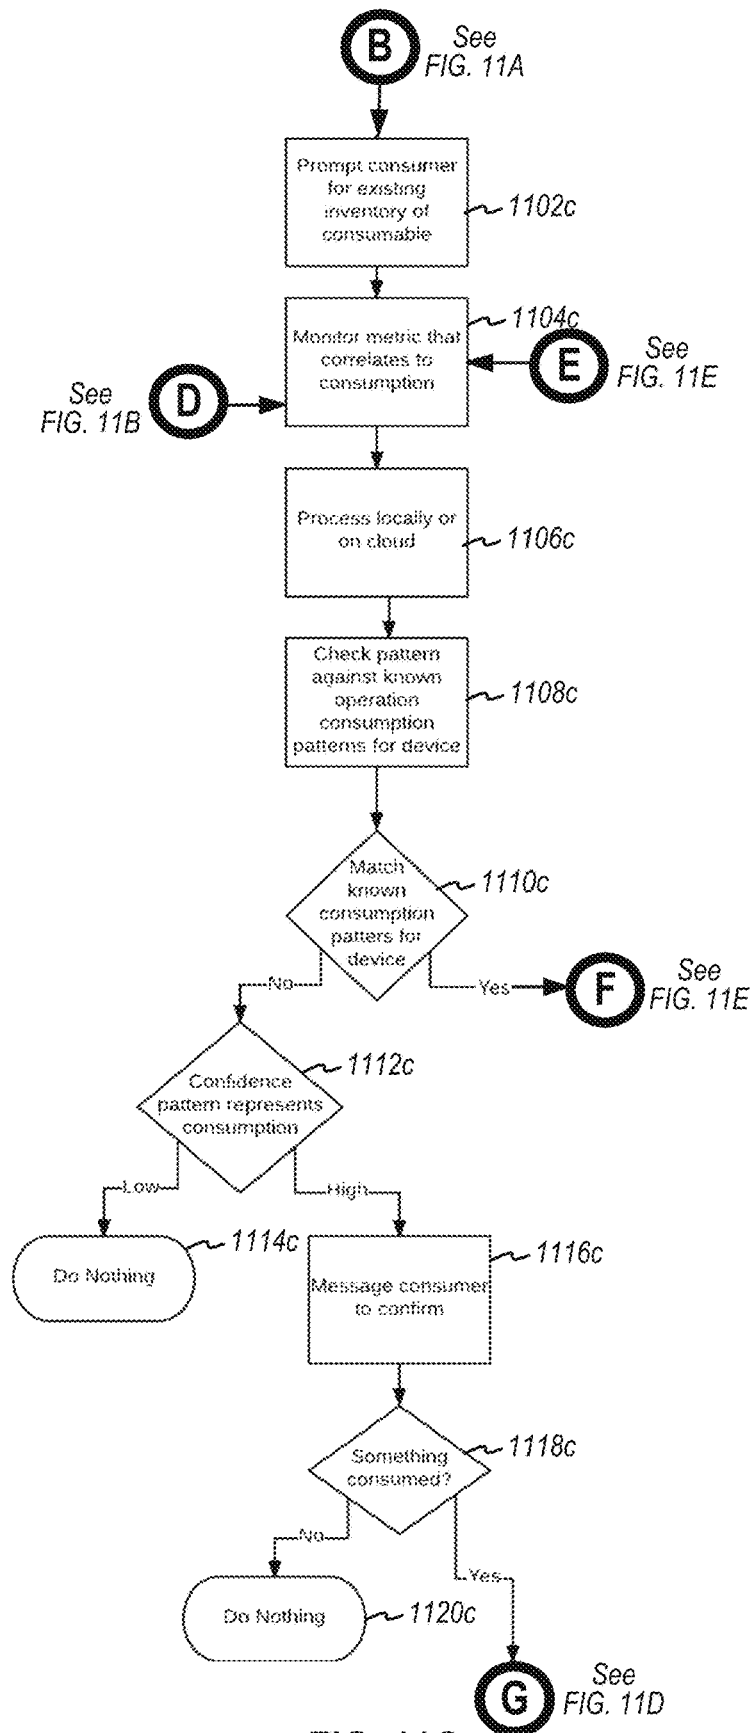 B
See
FIG. 11A
Prompt consumer
for existing
inventory of
consumable
1102c
Monitor metric that
correlates to
consumption
1104c
E
See
FIG. 11E
See
FIG. 11B
D
Process locally or
on cloud
1106c
Check pattern
against known
operation
consumption
patterns for device
1108c
Match
known
consumption
patters for
device
1110c
No
Yes
F
See
FIG. 11E
Confidence
pattern represents
consumption
1112c
Low
High
Do Nothing
1114c
Message consumer
to confirm
1116c
Something
consumed?
1118c
No
Yes
Do Nothing
1120c
G
See
FIG. 11D